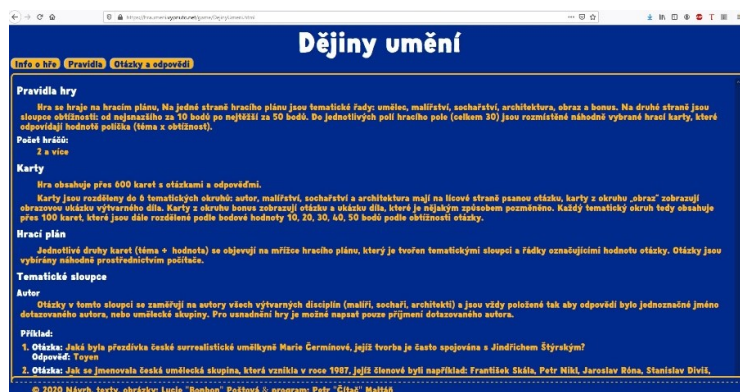 Dějiny umění
Info o hře Pravidla Otázky a odpovědi
Pravidla hry
Hra se hraje na hracím plánu, Na jedné straně hracího plánu jsou tematické řady: umělec, malířství, sochařství, architektura, obraz a bonus. Na druhé straně jsou
sloupce obtížnosti: od nejsnazšího za 10 bodů po nejtěžší za 50 bodů. Do jednotlivých polí hracího pole (celkem 30) jsou rozmístěné náhodně vybrané hrací karty, které
odpovídají hodnotě políčka (téma x obtížnost).
Počet hráčů:
2 a více
Karty
Hra obsahuje přes 600 karet s otázkami a odpověďmi.
Karty jsou rozděleny do 6 tematických okruhů: autor, malířství, sochařství a architektura mají na lícové straně psanou otázku, karty z okruhu „obraz" zobrazují
obrazovou ukázku výtvarného díla. Karty z okruhu bonus zobrazují otázku a ukázku díla, které je nějakým způsobem pozměněno. Každý tematický okruh tedy obsahuje
přes 100 karet, které jsou dále rozdělené podle bodové hodnoty 10, 20, 30, 40, 50 bodů podle obtížnosti otázky.
Hrací plán
Jednotlivé druhy karet (téma + hodnota) se objevují na mřížce hracího plánu, který je tvořen tematickými sloupci a řádky označujícími hodnotu otázky. Otázky jsou
vybírány náhodně prostřednictvím počítače.
Tematické sloupce
Autor
Otázky v tomto sloupci se zaměřují na autory všech výtvarných disciplín (malíři, sochaři, architekti) a jsou vždy položené tak aby odpovědí bylo jednoznačné jméno
dotazovaného autora, nebo umělecké skupiny. Pro usnadnění hry je možné napsat pouze příjmení dotazovaného autora.
Příklad:
1. Otázka: Jaká byla přezdívka české surrealistické umělkyně Marie Čermínové, jejíž tvorba je často spojována s Jindřichem Štýrským?
Odpověď: Toyen
2. Otázka: Jak se jmenovala česká umělecká skupina, která vznikla v roce 1987, jejíž členové byli například: František Skála, Petr Nikl, Jaroslav Róna, Stanislav Diviš,
© 2020 Návrh, texty, obrázky: Lucie "Bonbon" Poštová & program: Petr "Čítač" Maltáň